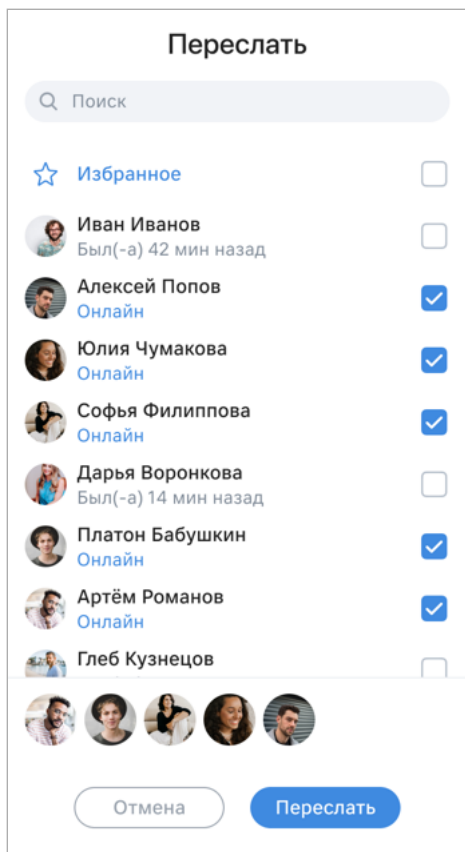 Переслать
Поиск
Избранное
Иван Иванов
Был(-а) 42 мин назад
Алексей Попов
Онлайн
Юлия Чумакова
Онлайн
Софья Филиппова
Онлайн
Дарья Воронкова
Был(-а) 14 мин назад
Платон Бабушкин
Онлайн
Артём Романов
Онлайн
Глеб Кузнецов
Отмена
Переслать